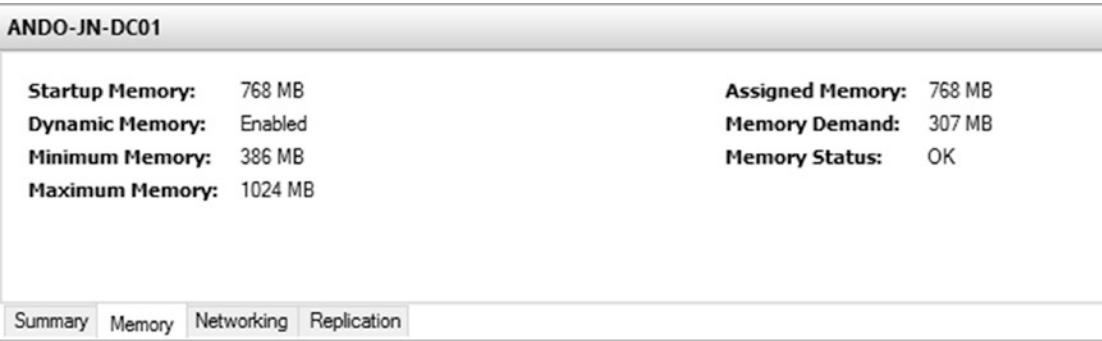 ANDO-JN-DC01
Startup Memory: 768 MB
Dynamic Memory: Enabled
Minimum Memory: 386 MB
Maximum Memory: 1024 MB
Assigned Memory: 768 MB
Memory Demand: 307 MB
Memory Status: OK
Summary Memory Networking Replication